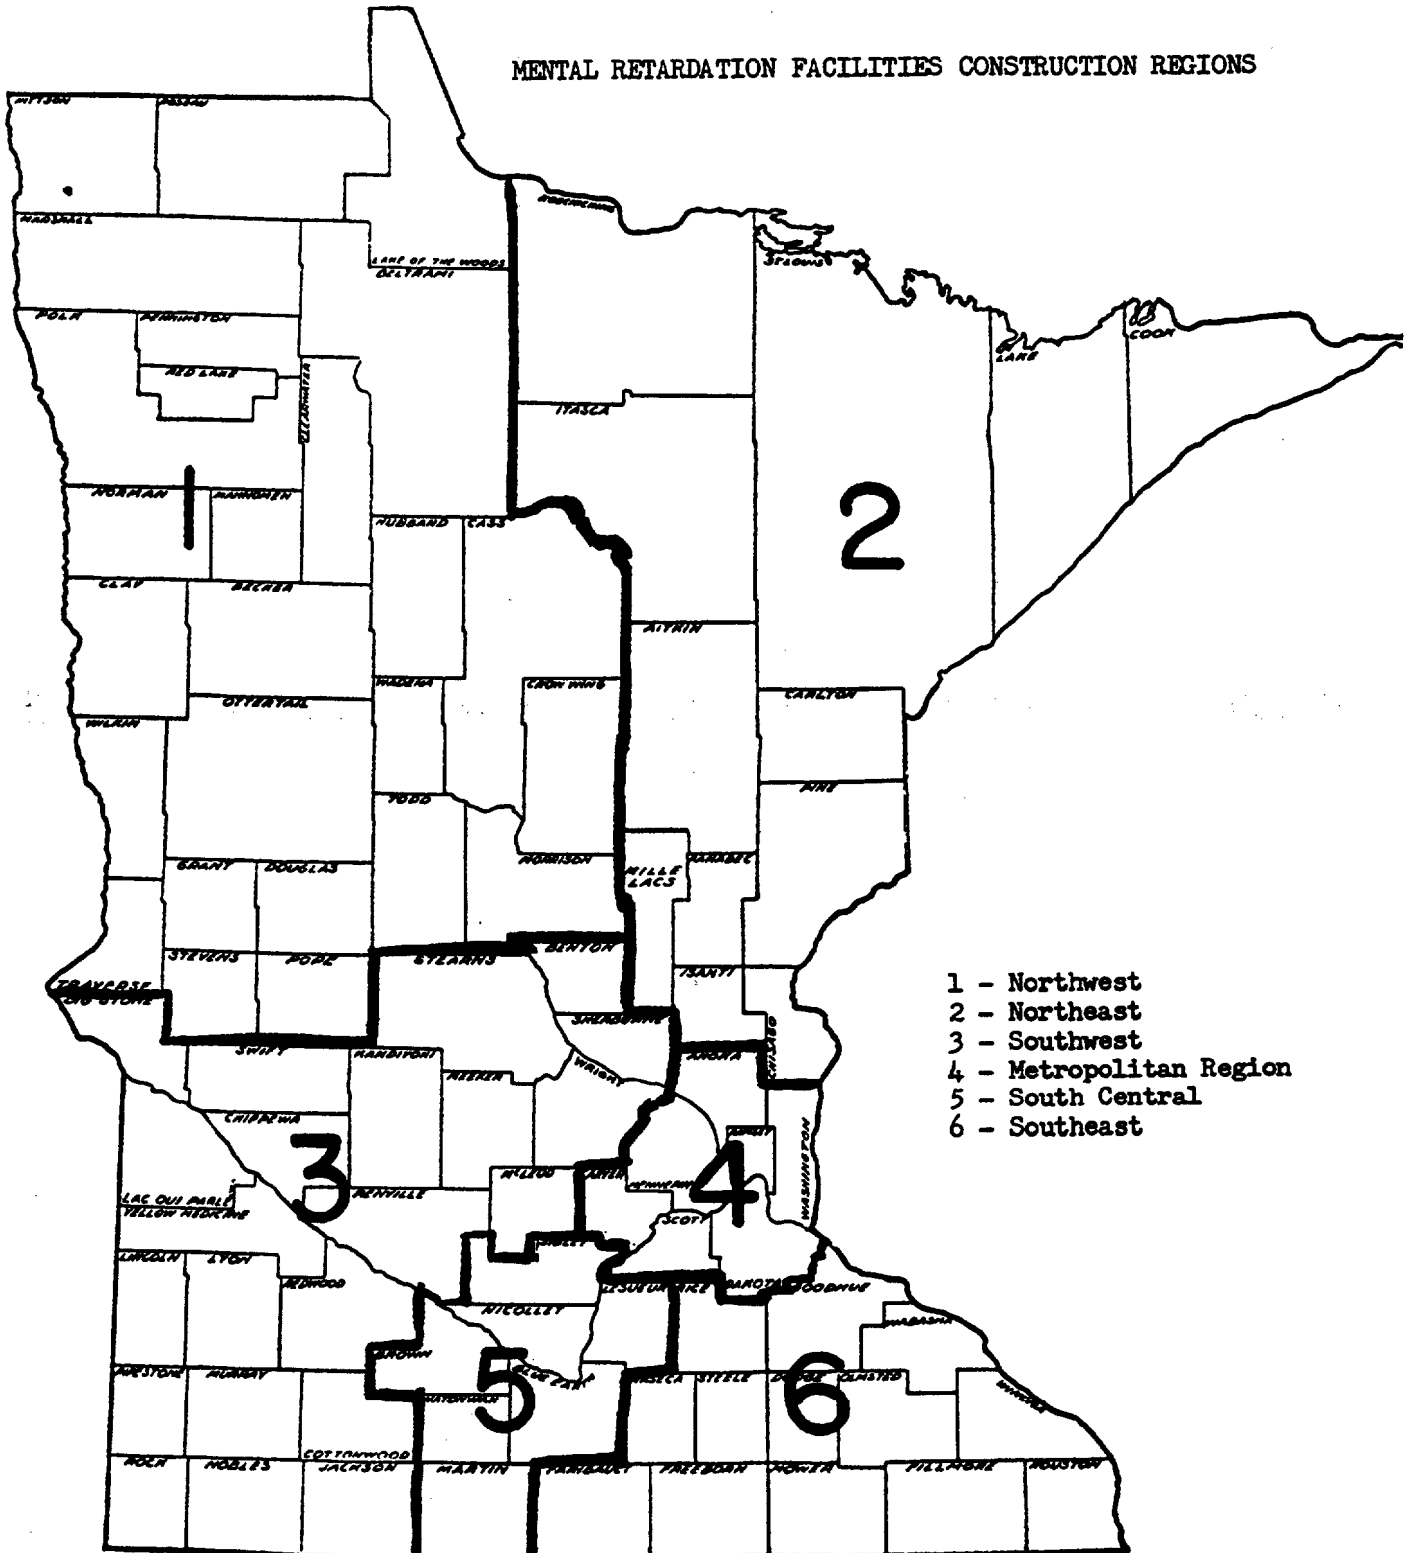 MENTAL RETARDATION FACILITIES CONSTRUCTION REGIONS
KITTSON ROSEAU
KOOCHICHING
MARSHALL
LAKE OF THE WOODS
BELTRAMI
ST. LOUIS
POLK PENNINGTON
COOK
LAKE
RED LAKE
CLEARWATER
ITASCA
1
2
NORMAN MAHNOMEN
HUBBARD CASS
CLAY BECKER
AITKIN
WADENA CROW WING
CARLTON
OTTERTAIL
WILKIN
PINE
TODD
GRANT DOUGLAS MORRISON KANABEC
MILLE
LACS
STEVENS POPE STEARNS BENTON
ISANTI
TRAVERSE
BIG STONE
SHERBURNE
CHISAGO
SWIFT KANDIYOHI ANOKA
MEEKER WRIGHT
CHIPPEWA
RAMSEY
WASHINGTON
3
4
McLEOD CARVER
HENNEPIN
LAC QUI PARLE RENVILLE
YELLOW MEDICINE
SCOTT
SIBLEY
LINCOLN LYON
REDWOOD
LESUEUR RICE DAKOTA GOODHUE
NICOLLET
WABASHA
BROWN
5
6
PIPESTONE MURRAY BLUE EARTH WASECA STEELE DODGE OLMSTED
WINONA
WATONWAN
COTTONWOOD
ROCK NOBLES JACKSON MARTIN FARIBAULT FREEBORN MOWER FILLMORE HOUSTON
1 - Northwest
2 - Northeast
3 - Southwest
4 - Metropolitan Region
5 - South Central
6 - Southeast